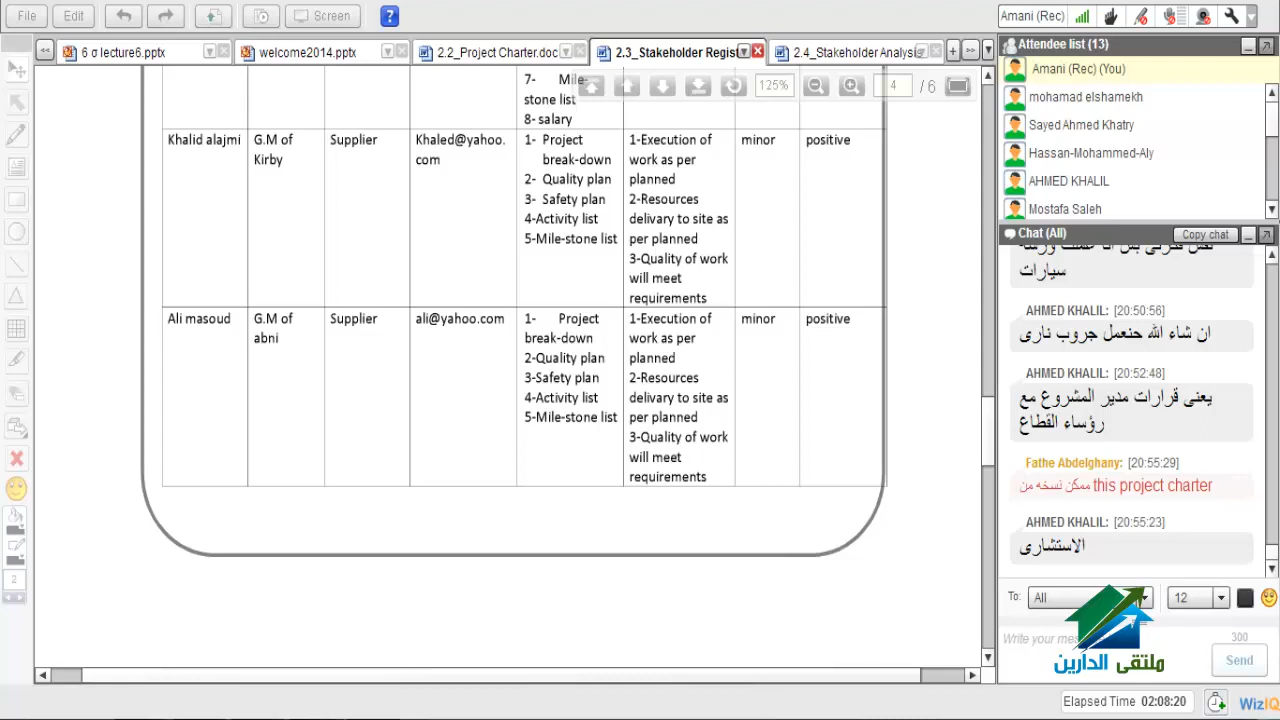 File
Edit
Screen
?
Amani (Rec)
6 σ lecture6.pptx
welcome2014.pptx
2.2_Project Charter.doc
2.3_Stakeholder Regist
2.4_Stakeholder Analysis
125%
4
/ 6
7- Mile-
stone list
8- salary
Khalid alajmi
G.M of
Kirby
Supplier
Khaled@yahoo.
com
1- Project
break-down
2- Quality plan
3- Safety plan
4-Activity list
5-Mile-stone list
1-Execution of
work as per
planned
2-Resources
delivary to site as
per planned
3-Quality of work
will meet
requirements
minor
positive
Ali masoud
G.M of
abni
Supplier
ali@yahoo.com
1- Project
break-down
2-Quality plan
3-Safety plan
4-Activity list
5-Mile-stone list
1-Execution of
work as per
planned
2-Resources
delivary to site as
per planned
3-Quality of work
will meet
requirements
minor
positive
2
Attendee list (13)
Amani (Rec) (You)
mohamad elshamekh
Sayed Ahmed Khatry
Hassan-Mohammed-Aly
AHMED KHALIL
Mostafa Saleh
Chat (All)
Copy chat
سيارات
AHMED KHALIL: [20:50:56]
ان شاء الله حنعمل جروب نارى
AHMED KHALIL: [20:52:48]
يعنى قرارات مدير المشروع مع
رؤساء القطاع
Fathe Abdelghany: [20:55:29]
ممكن نسخه من this project charter
AHMED KHALIL: [20:55:23]
الاستشارى
To:
All
12
Write your mes
300
Send
ملتقى الدارين
Elapsed Time 02:08:20
WizIQ